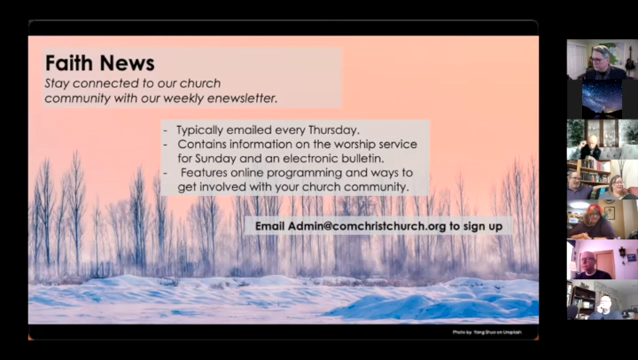 Faith News
Stay connected to our church
community with our weekly enewsletter.
- Typically emailed every Thursday.
- Contains information on the worship service
for Sunday and an electronic bulletin.
- Features online programming and ways to
get involved with your church community.
Email Admin@comchristchurch.org to sign up
Photo by Yang Shuo on Unsplash